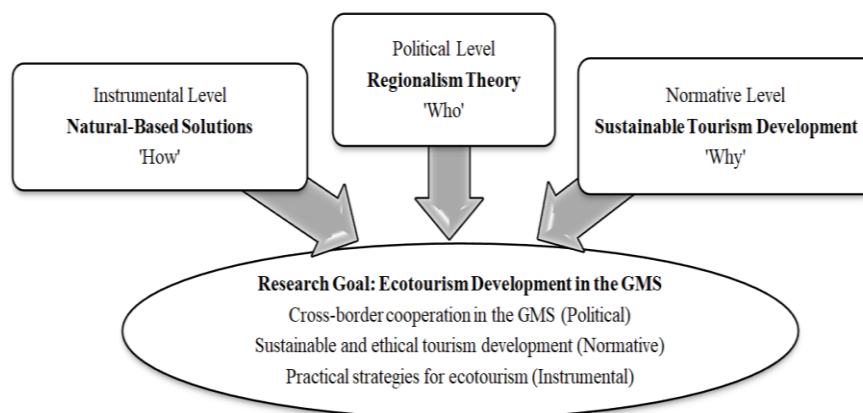 Instrumental Level
Natural-Based Solutions
'How'
Political Level
Regionalism Theory
'Who'
Normative Level
Sustainable Tourism Development
'Why'
Research Goal: Ecotourism Development in the GMS
Cross-border cooperation in the GMS (Political)
Sustainable and ethical tourism development (Normative)
Practical strategies for ecotourism (Instrumental)